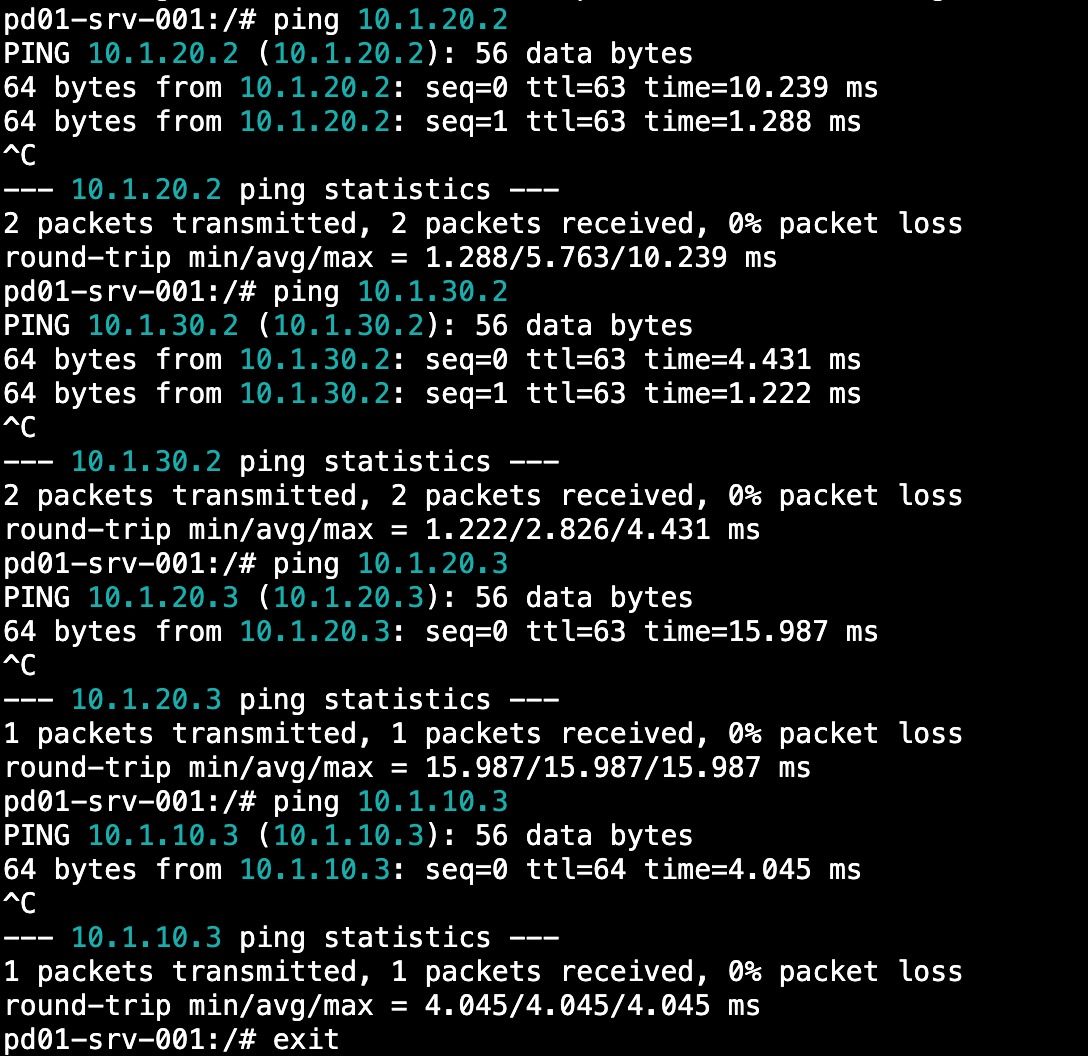 pd01-srv-001:/# ping 10.1.20.2
PING 10.1.20.2 (10.1.20.2): 56 data bytes
64 bytes from 10.1.20.2: seq=0 ttl=63 time=10.239 ms
64 bytes from 10.1.20.2: seq=1 ttl=63 time=1.288 ms
^C
--- 10.1.20.2 ping statistics ---
2 packets transmitted, 2 packets received, 0% packet loss
round-trip min/avg/max = 1.288/5.763/10.239 ms
pd01-srv-001:/# ping 10.1.30.2
PING 10.1.30.2 (10.1.30.2): 56 data bytes
64 bytes from 10.1.30.2: seq=0 ttl=63 time=4.431 ms
64 bytes from 10.1.30.2: seq=1 ttl=63 time=1.222 ms
^C
--- 10.1.30.2 ping statistics ---
2 packets transmitted, 2 packets received, 0% packet loss
round-trip min/avg/max = 1.222/2.826/4.431 ms
pd01-srv-001:/# ping 10.1.20.3
PING 10.1.20.3 (10.1.20.3): 56 data bytes
64 bytes from 10.1.20.3: seq=0 ttl=63 time=15.987 ms
^C
--- 10.1.20.3 ping statistics ---
1 packets transmitted, 1 packets received, 0% packet loss
round-trip min/avg/max = 15.987/15.987/15.987 ms
pd01-srv-001:/# ping 10.1.10.3
PING 10.1.10.3 (10.1.10.3): 56 data bytes
64 bytes from 10.1.10.3: seq=0 ttl=64 time=4.045 ms
^C
--- 10.1.10.3 ping statistics ---
1 packets transmitted, 1 packets received, 0% packet loss
round-trip min/avg/max = 4.045/4.045/4.045 ms
pd01-srv-001:/# exit